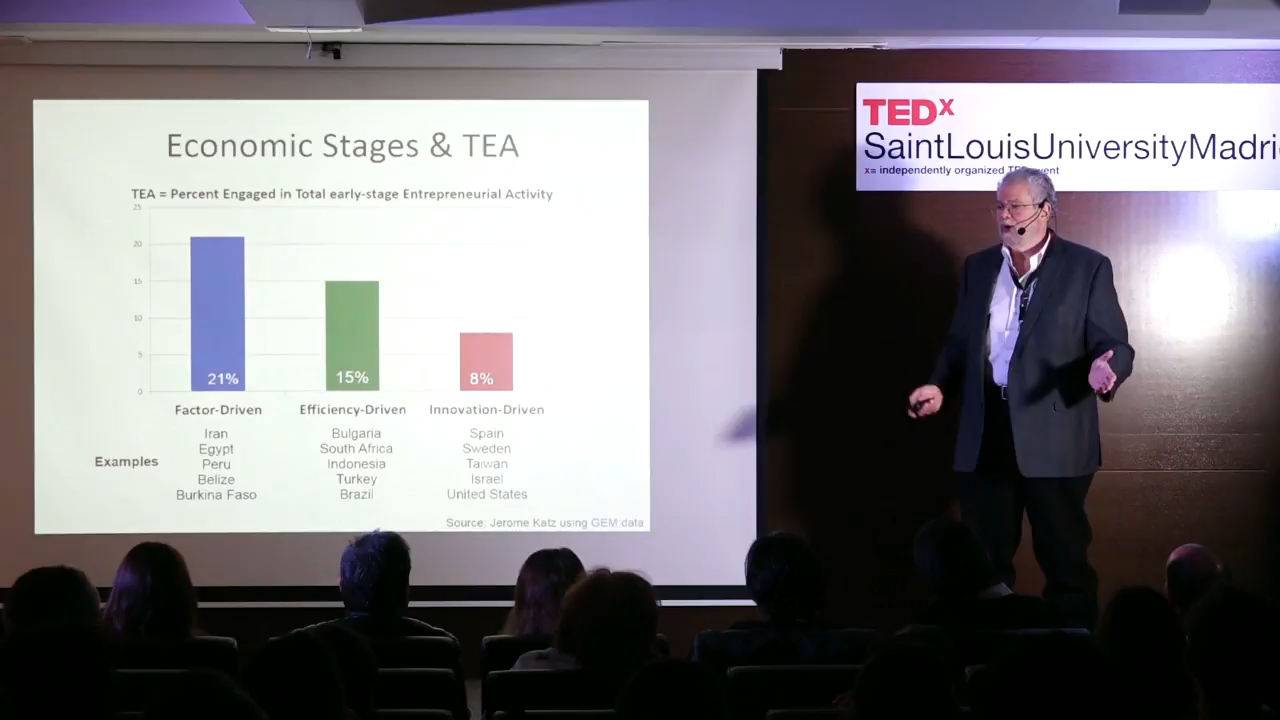 Economic Stages & TEA
TEA = Percent Engaged in Total early-stage Entrepreneurial Activity
25
20
15
10
5
0
21%
15%
8%
Factor-Driven
Efficiency-Driven
Innovation-Driven
Examples
Iran
Egypt
Peru
Belize
Burkina Faso
Bulgaria
South Africa
Indonesia
Turkey
Brazil
Spain
Sweden
Taiwan
Israel
United States
Source: Jerome Katz using GEM data
TEDx
SaintLouisUniversityMadri
x= independently organized TED event